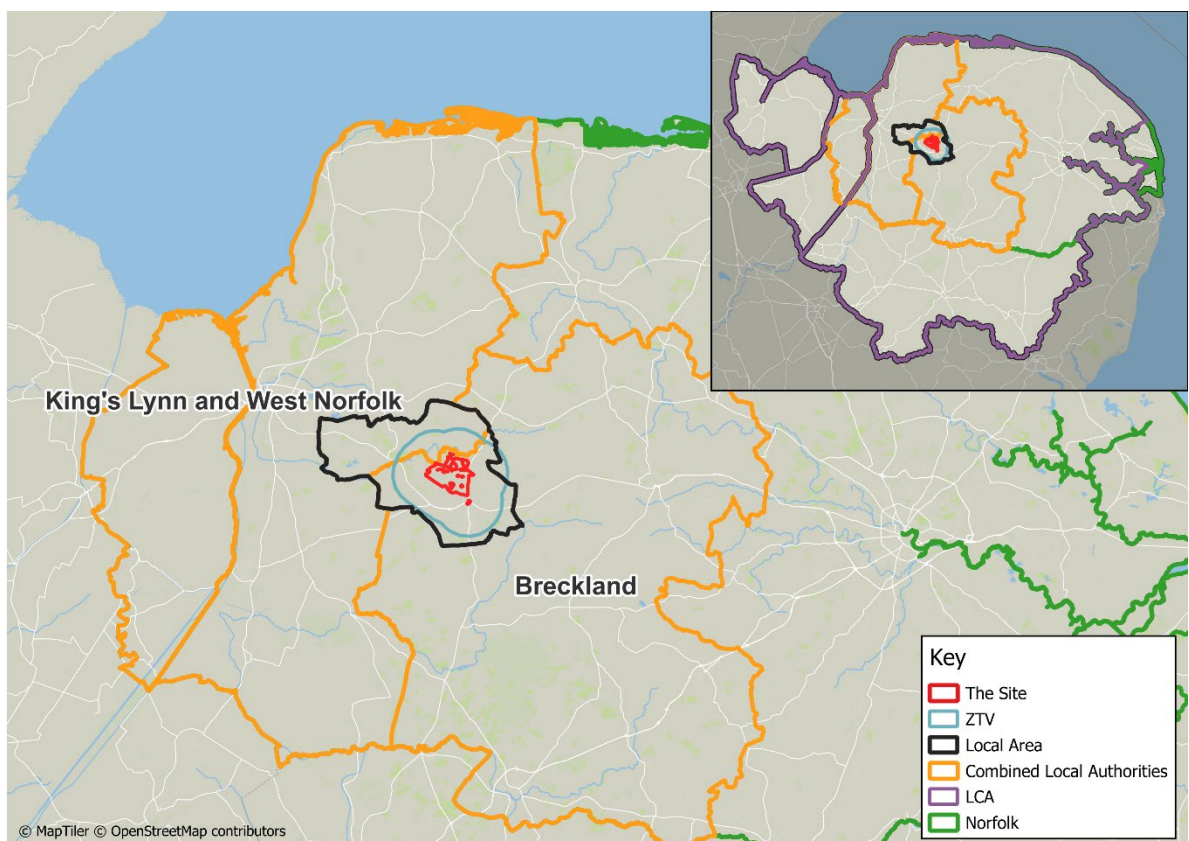 King's Lynn and West Norfolk
Breckland
Key
The Site
ZTV
Local Area
Combined Local Authorities
LCA
Norfolk
© MapTiler © OpenStreetMap contributors